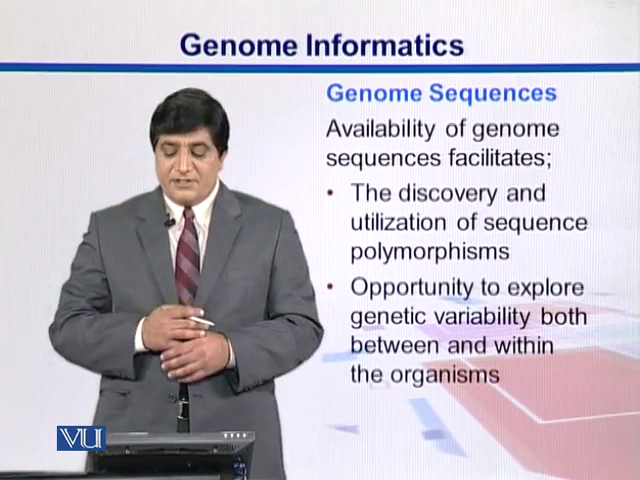 Genome Informatics
Genome Sequences
Availability of genome
sequences facilitates;
• The discovery and
utilization of sequence
polymorphisms
• Opportunity to explore
genetic variability both
between and within
the organisms
VU